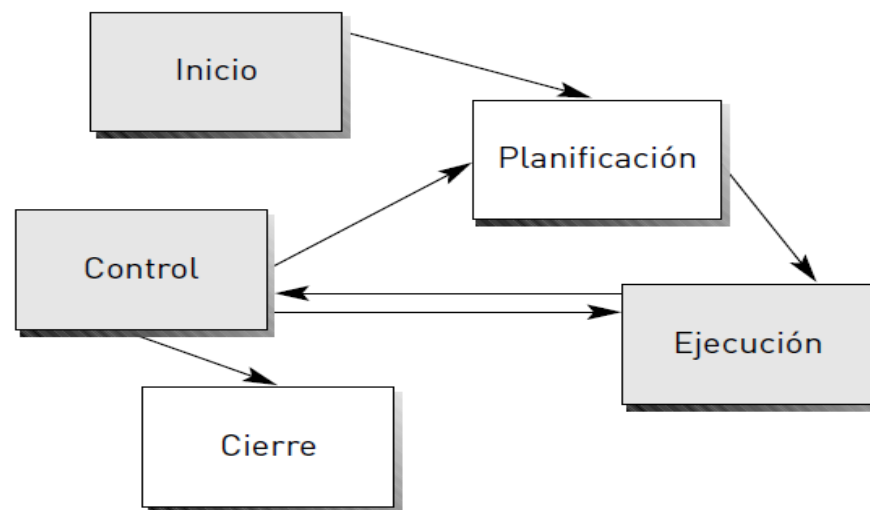 Inicio
Planificación
Control
Ejecución
Cierre